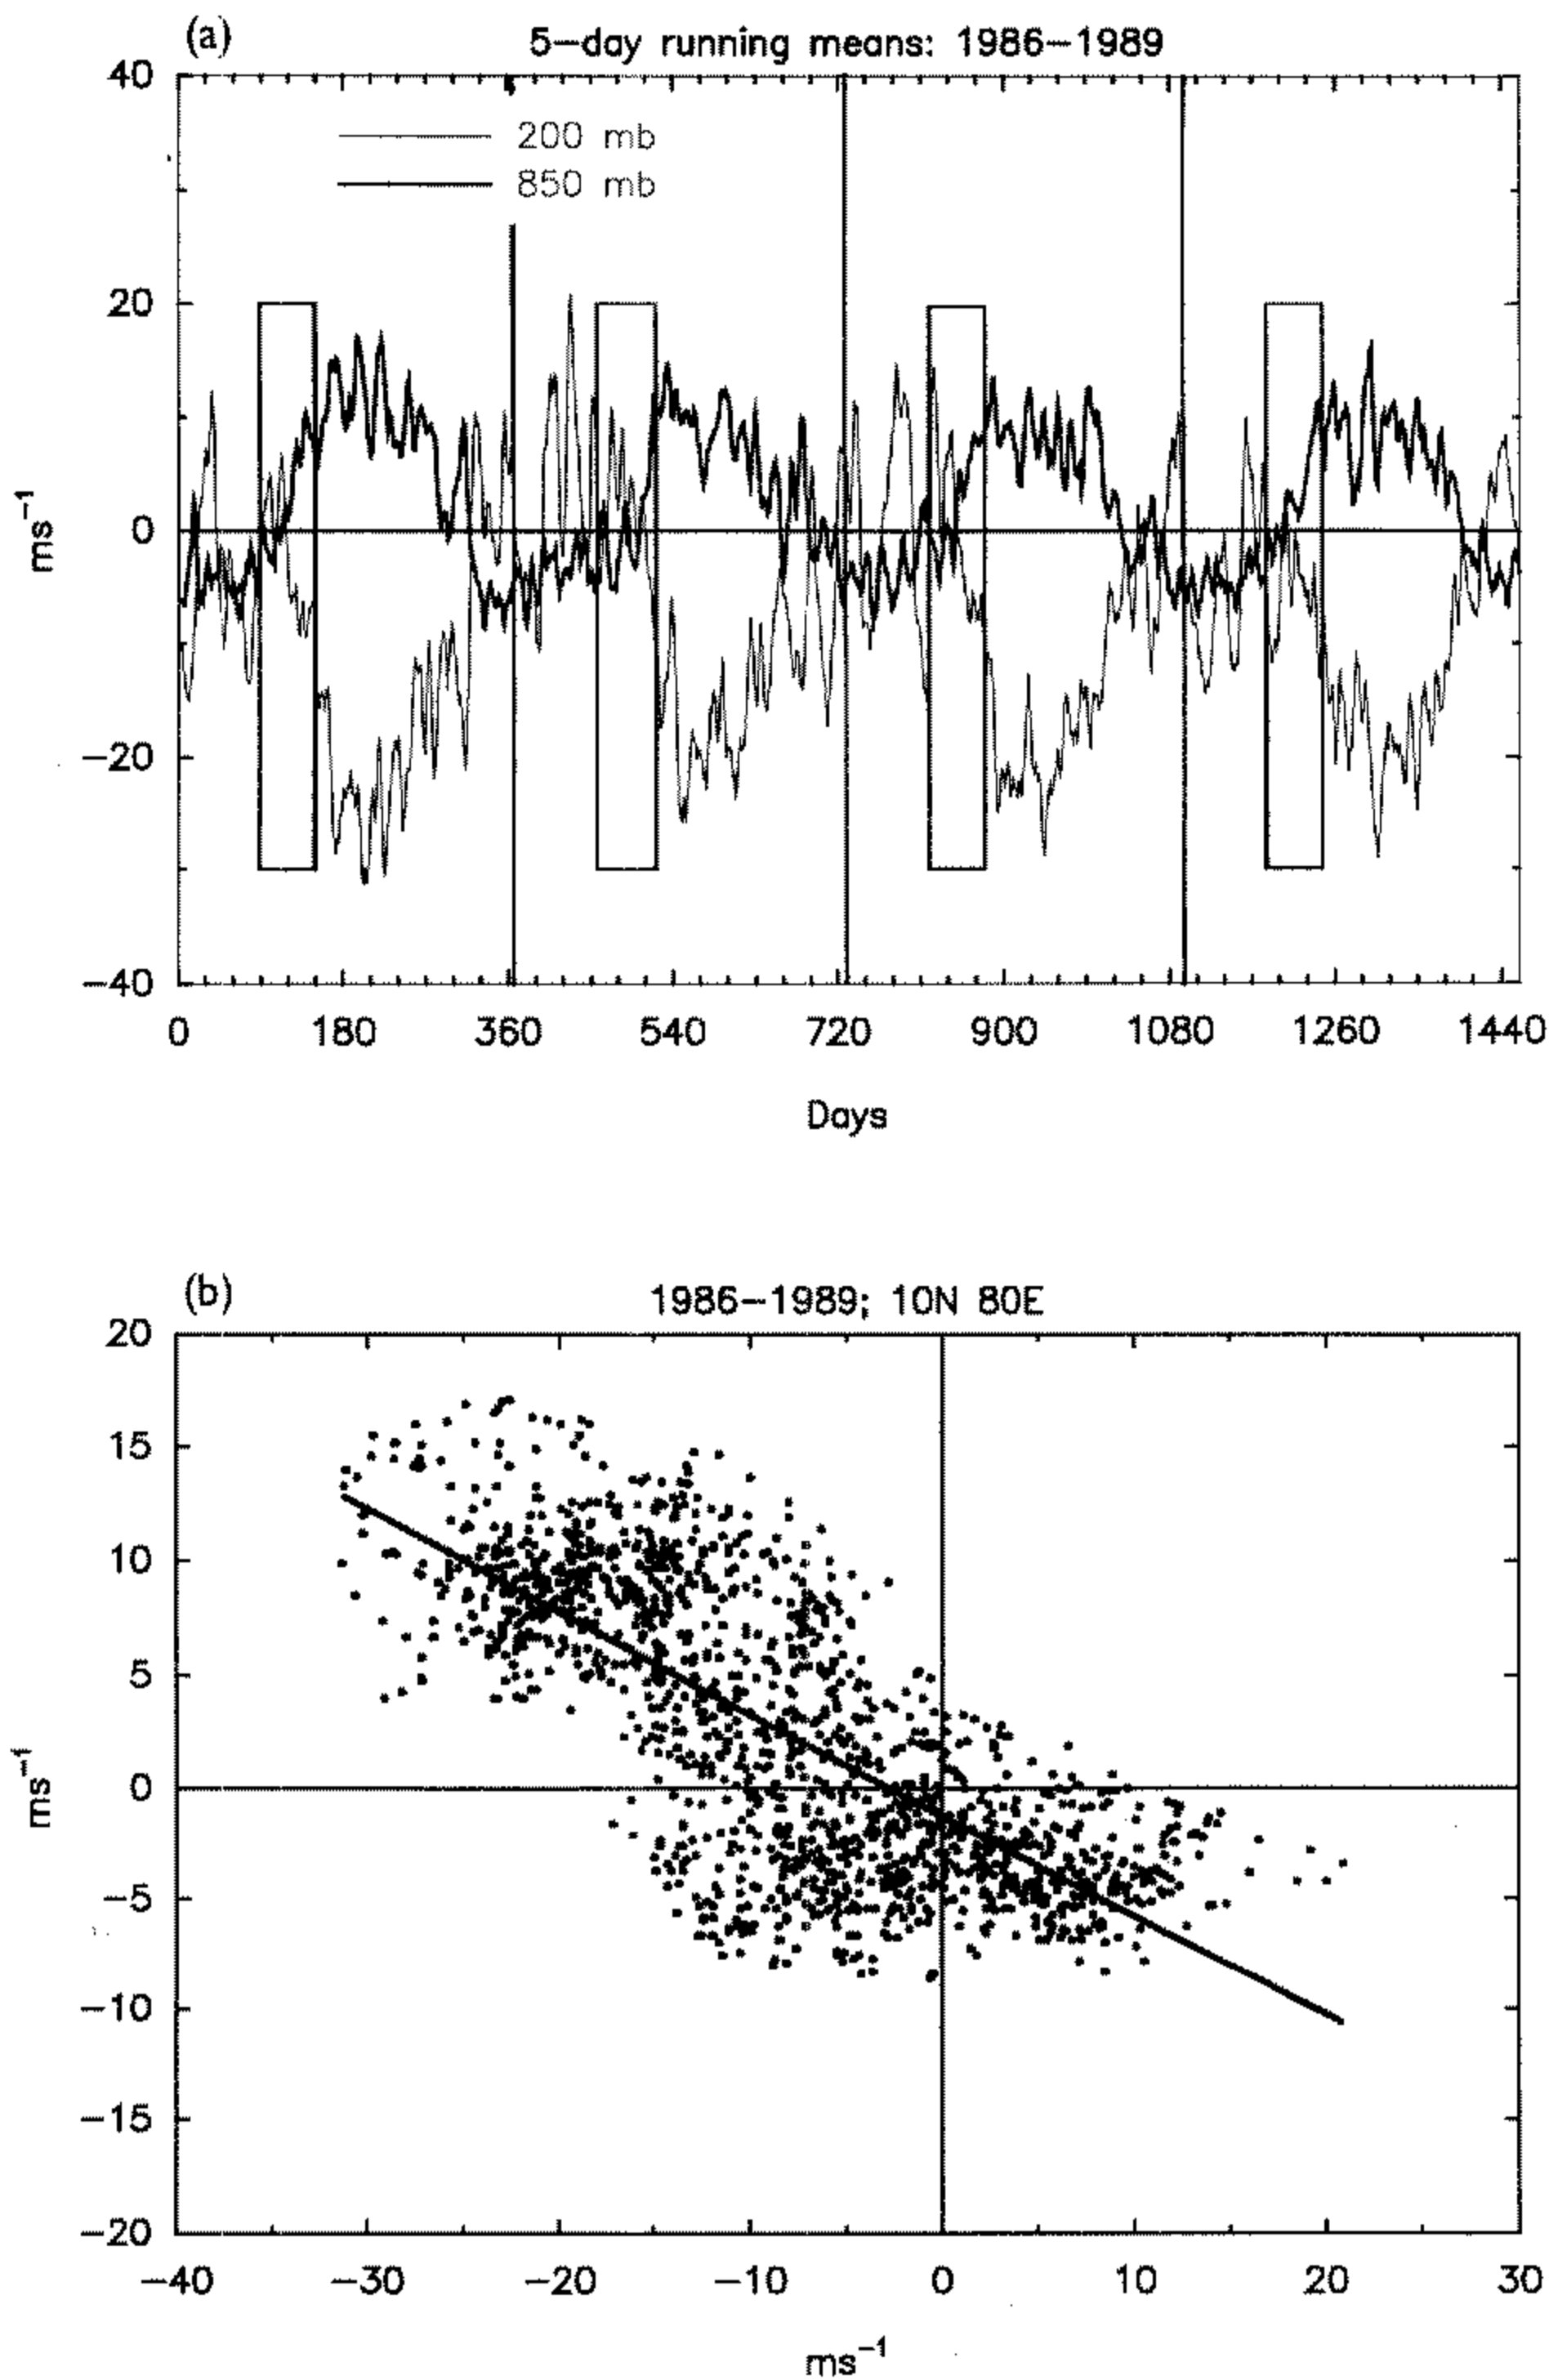 (a)
5-day running means: 1986-1989
40
200 mb
850 mb
20
0
ms⁻¹
-20
-40
0 180 360 540 720 900 1080 1260 1440
Days
(b)
1986-1989; 10N 80E
20
15
10
5
0
ms⁻¹
-5
-10
-15
-20
-40 -30 -20 -10 0 10 20 30
ms⁻¹